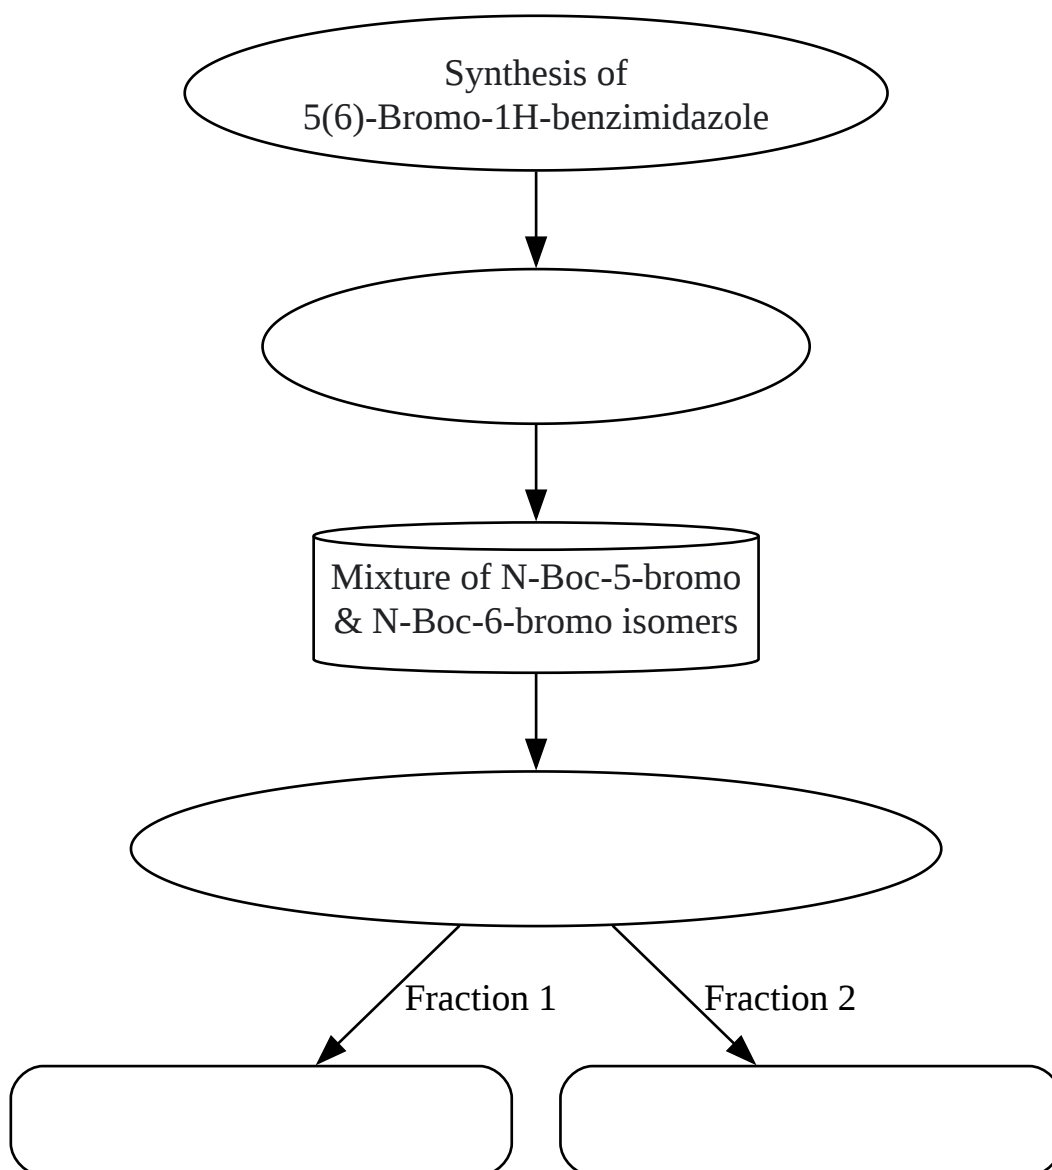 Synthesis of
5(6)-Bromo-1H-benzimidazole
Mixture of N-Boc-5-bromo
& N-Boc-6-bromo isomers
Fraction 1
Fraction 2